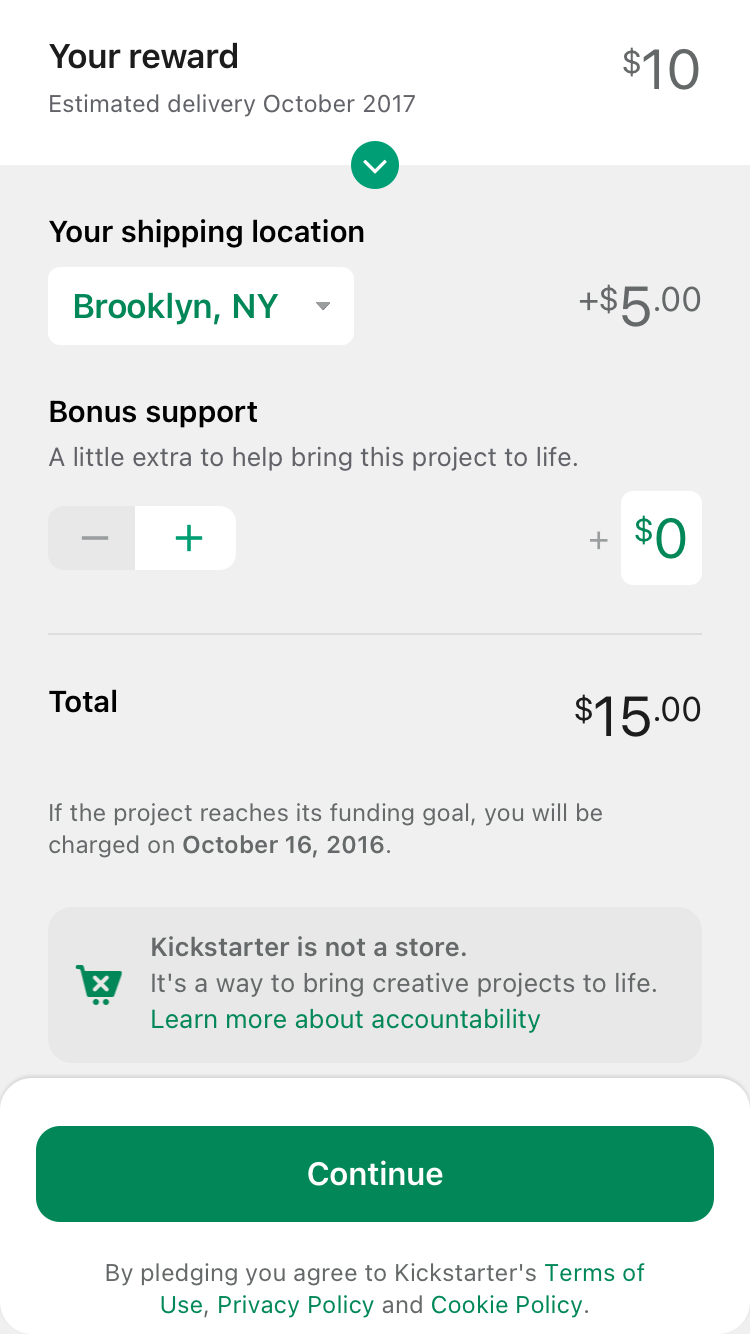 Your reward
$10
Estimated delivery October 2017
Your shipping location
Brooklyn, NY
+$5.00
Bonus support
A little extra to help bring this project to life.
− +
+ $0
Total
$15.00
If the project reaches its funding goal, you will be
charged on October 16, 2016.
Kickstarter is not a store.
It's a way to bring creative projects to life.
Learn more about accountability
Continue
By pledging you agree to Kickstarter's Terms of
Use, Privacy Policy and Cookie Policy.